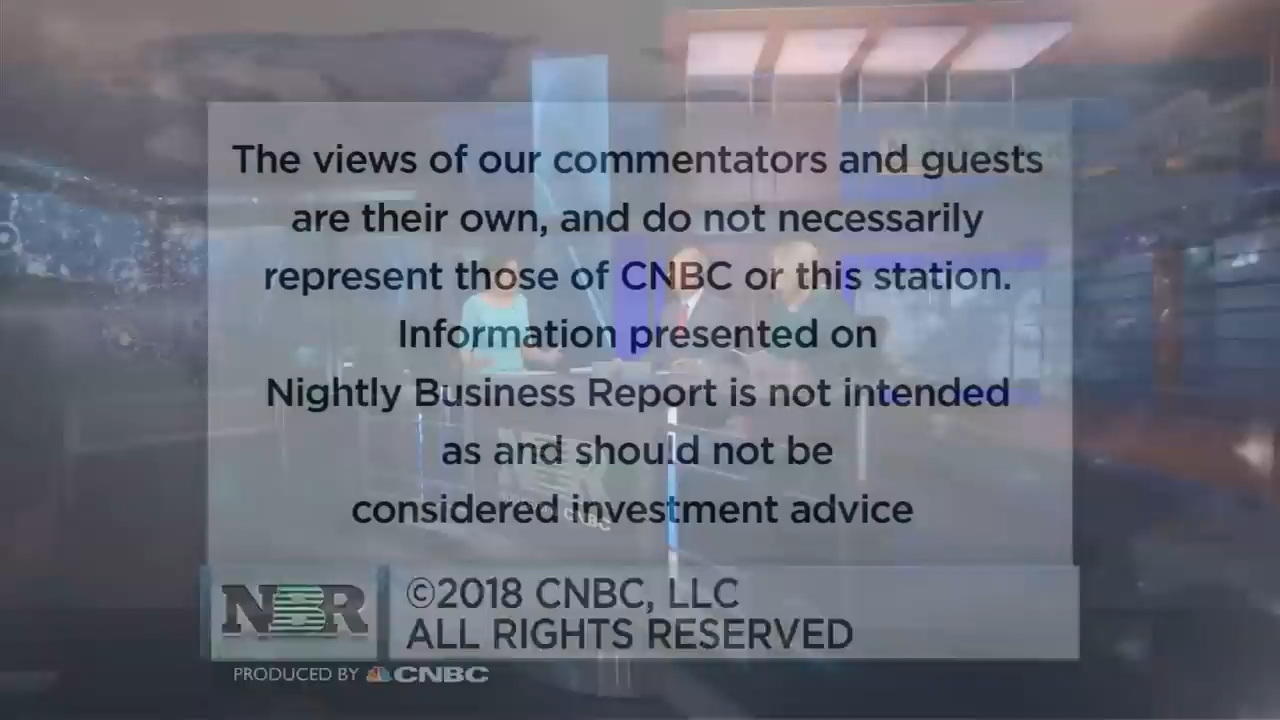 The views of our commentators and guests
are their own, and do not necessarily
represent those of CNBC or this station.
Information presented on
Nightly Business Report is not intended
as and should not be
considered investment advice
NBR
CNBC
NBR
©2018 CNBC, LLC
ALL RIGHTS RESERVED
PRODUCED BY CNBC